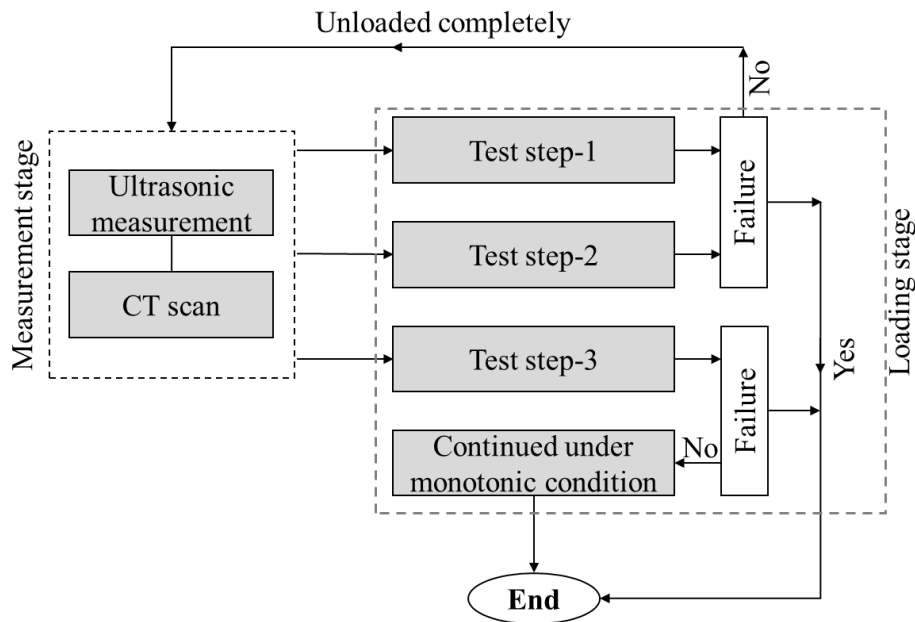 Unloaded completely
No
Measurement stage
Ultrasonic
measurement
CT scan
Test step-1
Test step-2
Failure
Test step-3
Continued under
monotonic condition
No
Failure
Yes
Loading stage
End